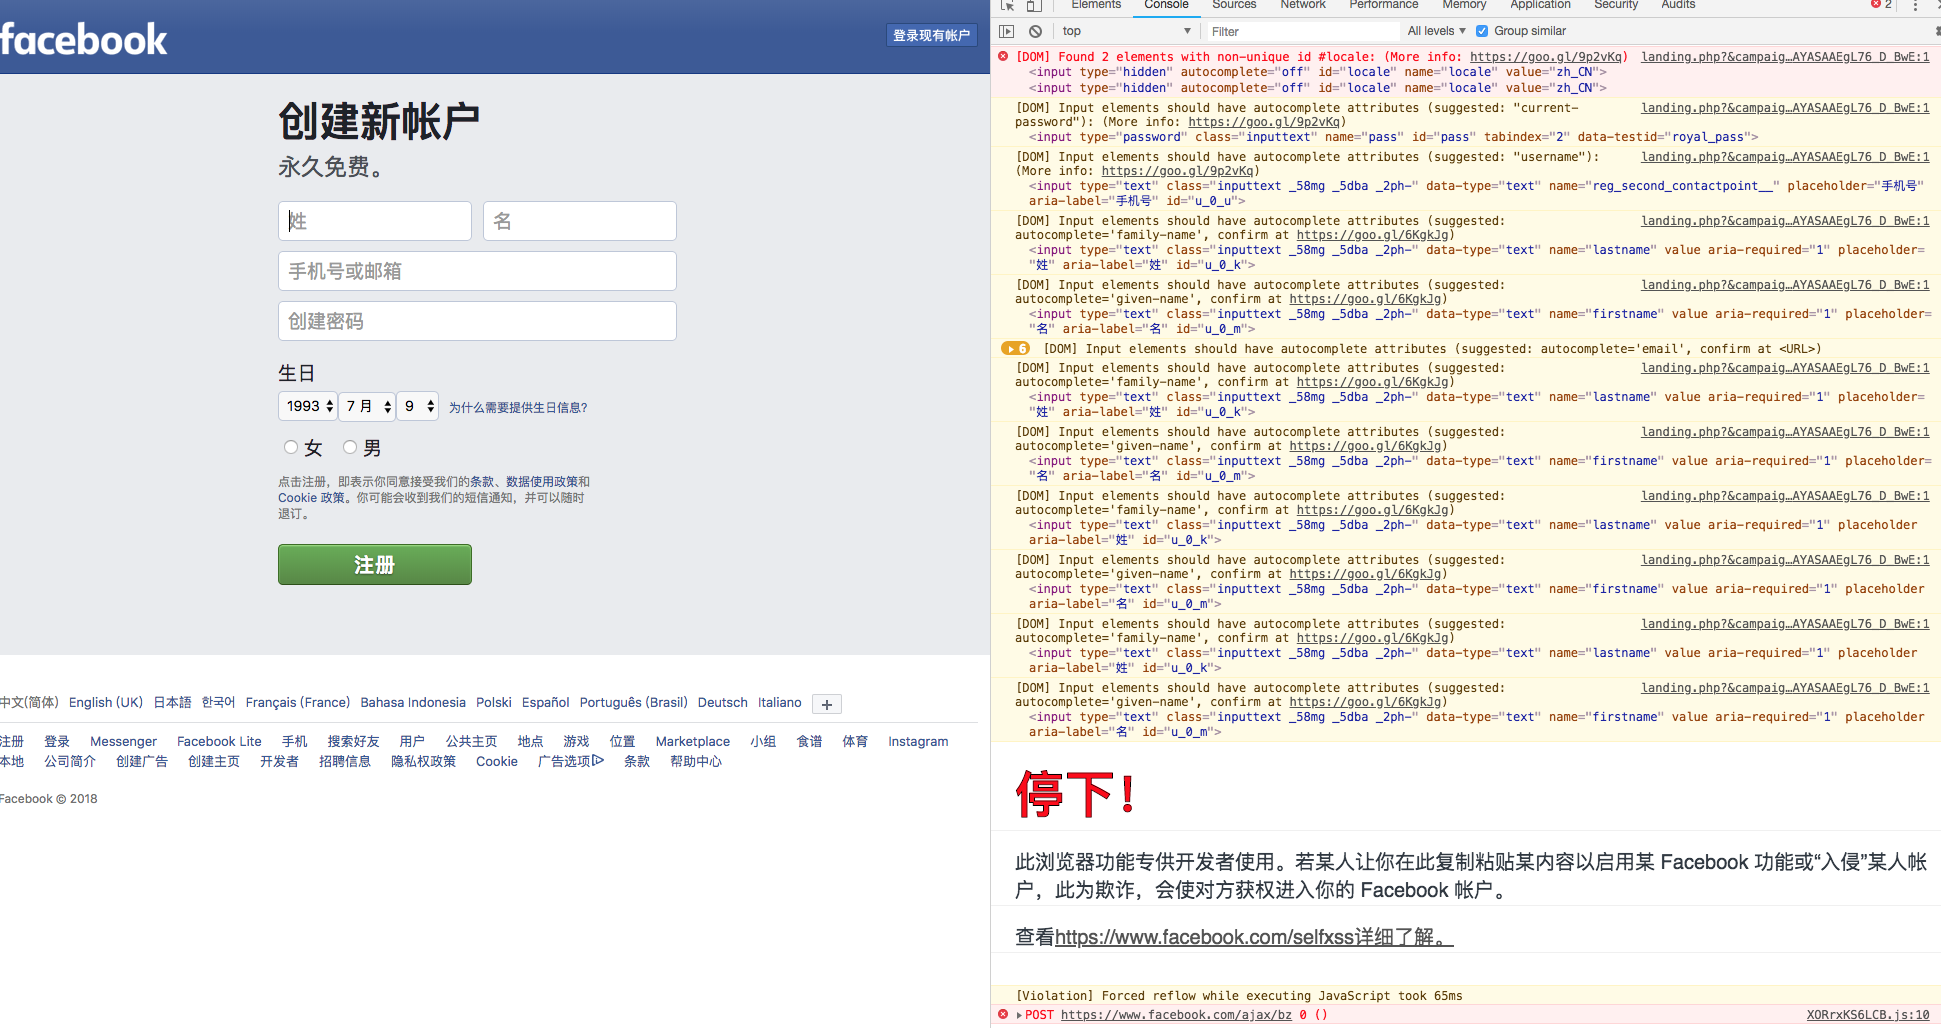 facebook
登录现有帐户
创建新帐户
永久免费。
姓 名
手机号或邮箱
创建密码
生日
1993 7 月 9 为什么需要提供生日信息?
女 男
点击注册，即表示你同意接受我们的条款、数据使用政策和
Cookie 政策。你可能会收到我们的短信通知，并可以随时
退订。
注册
中文(简体) English (UK) 日本語 한국어 Français (France) Bahasa Indonesia Polski Español Português (Brasil) Deutsch Italiano +
注册 登录 Messenger Facebook Lite 手机 搜索好友 用户 公共主页 地点 游戏 位置 Marketplace 小组 食谱 体育 Instagram
本地 公司简介 创建广告 创建主页 开发者 招聘信息 隐私权政策 Cookie 广告选项 条款 帮助中心
Facebook © 2018
Elements Console Sources Network Performance Memory Application Security Audits 2
top Filter All levels Group similar
[DOM] Found 2 elements with non-unique id #locale: (More info: https://goo.gl/9p2vKq) landing.php?&campaig…AYASAAEgL76_D_BwE:1
<input type="hidden" autocomplete="off" id="locale" name="locale" value="zh_CN">
<input type="hidden" autocomplete="off" id="locale" name="locale" value="zh_CN">
[DOM] Input elements should have autocomplete attributes (suggested: "current- landing.php?&campaig…AYASAAEgL76_D_BwE:1
password"): (More info: https://goo.gl/9p2vKq)
<input type="password" class="inputtext" name="pass" id="pass" tabindex="2" data-testid="royal_pass">
[DOM] Input elements should have autocomplete attributes (suggested: "username"): landing.php?&campaig…AYASAAEgL76_D_BwE:1
(More info: https://goo.gl/9p2vKq)
<input type="text" class="inputtext _58mg _5dba _2ph-" data-type="text" name="reg_second_contactpoint__" placeholder="手机号"
aria-label="手机号" id="u_0_u">
[DOM] Input elements should have autocomplete attributes (suggested: landing.php?&campaig…AYASAAEgL76_D_BwE:1
autocomplete='family-name', confirm at https://goo.gl/6KgkJg)
<input type="text" class="inputtext _58mg _5dba _2ph-" data-type="text" name="lastname" value aria-required="1" placeholder=
"姓" aria-label="姓" id="u_0_k">
[DOM] Input elements should have autocomplete attributes (suggested: landing.php?&campaig…AYASAAEgL76_D_BwE:1
autocomplete='given-name', confirm at https://goo.gl/6KgkJg)
<input type="text" class="inputtext _58mg _5dba _2ph-" data-type="text" name="firstname" value aria-required="1" placeholder=
"名" aria-label="名" id="u_0_m">
6 [DOM] Input elements should have autocomplete attributes (suggested: autocomplete='email', confirm at <URL>)
[DOM] Input elements should have autocomplete attributes (suggested: landing.php?&campaig…AYASAAEgL76_D_BwE:1
autocomplete='family-name', confirm at https://goo.gl/6KgkJg)
<input type="text" class="inputtext _58mg _5dba _2ph-" data-type="text" name="lastname" value aria-required="1" placeholder=
"姓" aria-label="姓" id="u_0_k">
[DOM] Input elements should have autocomplete attributes (suggested: landing.php?&campaig…AYASAAEgL76_D_BwE:1
autocomplete='given-name', confirm at https://goo.gl/6KgkJg)
<input type="text" class="inputtext _58mg _5dba _2ph-" data-type="text" name="firstname" value aria-required="1" placeholder=
"名" aria-label="名" id="u_0_m">
[DOM] Input elements should have autocomplete attributes (suggested: landing.php?&campaig…AYASAAEgL76_D_BwE:1
autocomplete='family-name', confirm at https://goo.gl/6KgkJg)
<input type="text" class="inputtext _58mg _5dba _2ph-" data-type="text" name="lastname" value aria-required="1" placeholder
aria-label="姓" id="u_0_k">
[DOM] Input elements should have autocomplete attributes (suggested: landing.php?&campaig…AYASAAEgL76_D_BwE:1
autocomplete='given-name', confirm at https://goo.gl/6KgkJg)
<input type="text" class="inputtext _58mg _5dba _2ph-" data-type="text" name="firstname" value aria-required="1" placeholder
aria-label="名" id="u_0_m">
[DOM] Input elements should have autocomplete attributes (suggested: landing.php?&campaig…AYASAAEgL76_D_BwE:1
autocomplete='family-name', confirm at https://goo.gl/6KgkJg)
<input type="text" class="inputtext _58mg _5dba _2ph-" data-type="text" name="lastname" value aria-required="1" placeholder
aria-label="姓" id="u_0_k">
[DOM] Input elements should have autocomplete attributes (suggested: landing.php?&campaig…AYASAAEgL76_D_BwE:1
autocomplete='given-name', confirm at https://goo.gl/6KgkJg)
<input type="text" class="inputtext _58mg _5dba _2ph-" data-type="text" name="firstname" value aria-required="1" placeholder
aria-label="名" id="u_0_m">
停下！
此浏览器功能专供开发者使用。若某人让你在此复制粘贴某内容以启用某 Facebook 功能或“入侵”某人帐
户，此为欺诈，会使对方获权进入你的 Facebook 帐户。
查看https://www.facebook.com/selfxss详细了解。
[Violation] Forced reflow while executing JavaScript took 65ms
POST https://www.facebook.com/ajax/bz 0 () XORrxKS6LCB.js:10